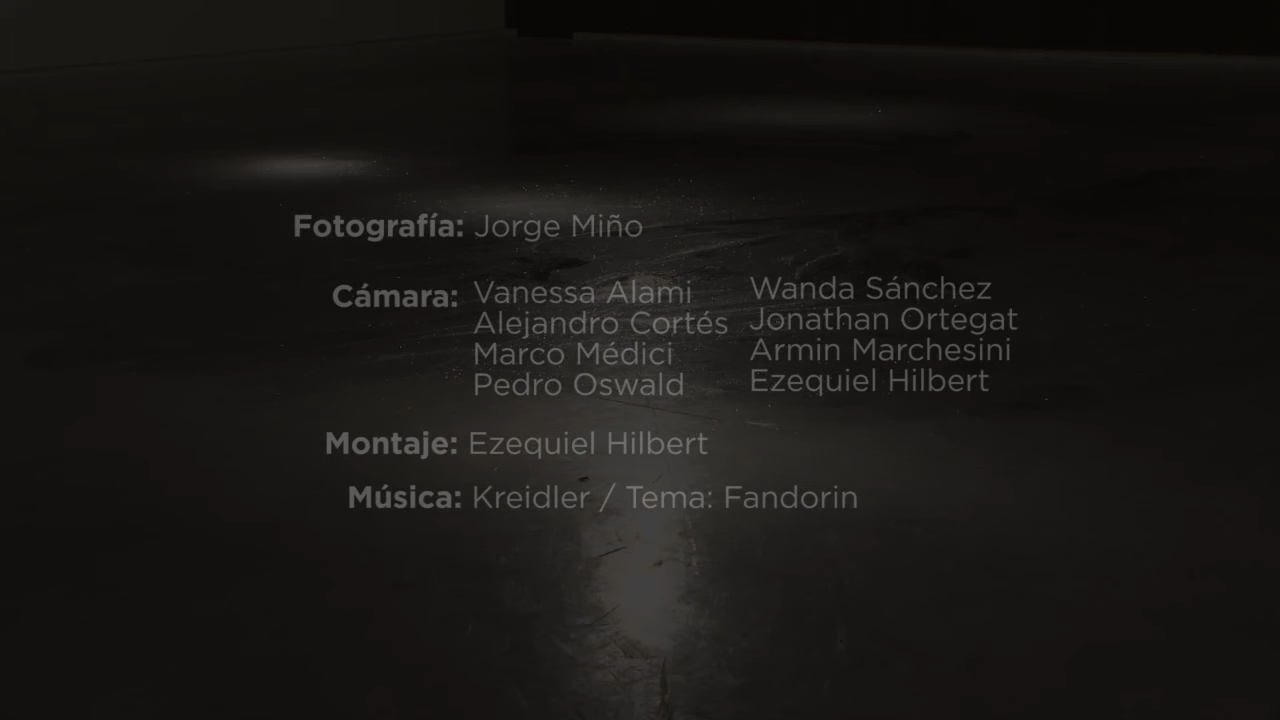 Fotografía: Jorge Miño
Cámara: Vanessa Alami
Alejandro Cortés
Marco Médici
Pedro Oswald
Wanda Sánchez
Jonathan Ortegat
Armin Marchesini
Ezequiel Hilbert
Montaje: Ezequiel Hilbert
Música: Kreidler / Tema: Fandorin